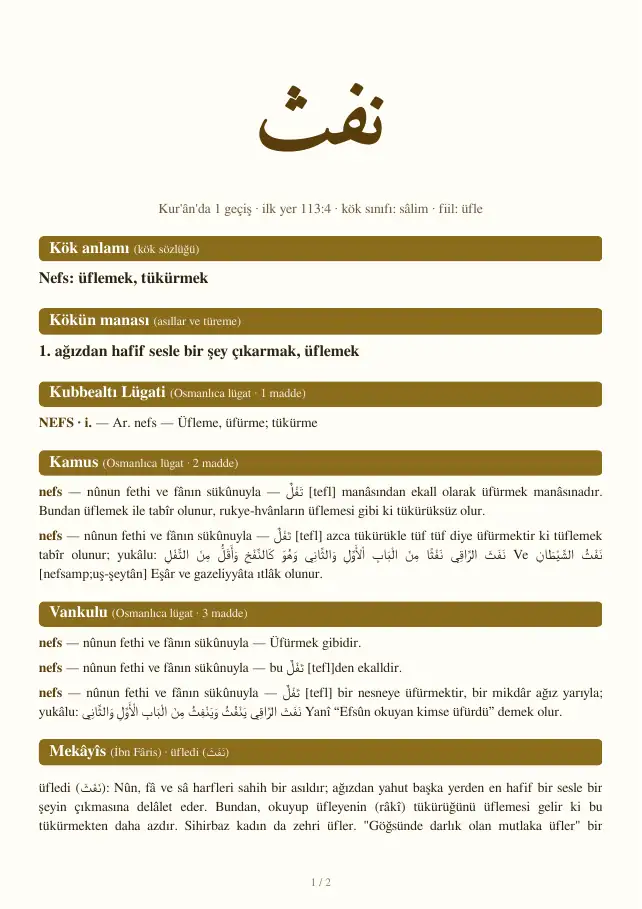 نفث
Kur'ân'da 1 geçiş · ilk yer 113:4 · kök sınıfı: sâlim · fiil: üfle
Kök anlamı (kök sözlüğü)
Nefs: üflemek, tükürmek
Kökün manası (asıllar ve türeme)
1. ağızdan hafif sesle bir şey çıkarmak, üflemek
Kubbealtı Lügati (Osmanlıca lügat · 1 madde)
NEFS · i. — Ar. nefs — Üfleme, üfürme; tükürme
Kamus (Osmanlıca lügat · 2 madde)
nefs — nûnun fethi ve fânın sükûnuyla — تَفْلٌ [tefl] manâsından ekall olarak üfürmek manâsınadır.
Bundan üflemek ile tabîr olunur, rukye-hvânların üflemesi gibi ki tükürüksüz olur.
nefs — nûnun fethi ve fânın sükûnuyla — تَفْلٌ [tefl] azca tükürükle tüf tüf diye üfürmektir ki tüflemek
tabîr olunur; yukâlu: نَفَثَ الرَّاقِي نَفْثًا مِنَ الْبَابِ الْأَوَّلِ وَالثَّانِي وَهُوَ كَالنَّفْخِ وَأَقَلُّ مِنَ التَّفْلِ Ve نَفْثُ الشَّيْطَانِ
[nefsamp;uş-şeytân] Eşâr ve gazeliyyâta ıtlâk olunur.
Vankulu (Osmanlıca lügat · 3 madde)
nefs — nûnun fethi ve fânın sükûnuyla — Üfürmek gibidir.
nefs — nûnun fethi ve fânın sükûnuyla — bu تَفْلٌ [tefl]den ekalldir.
nefs — nûnun fethi ve fânın sükûnuyla — تَفْلٌ [tefl] bir nesneye üfürmektir, bir mikdâr ağız yarıyla;
yukâlu: نَفَثَ الرَّاقِي يَنْفُثُ وَيَنْفِثُ مِنَ الْبَابِ الْأَوَّلِ وَالثَّانِي Yanî “Efsûn okuyan kimse üfürdü” demek olur.
Mekâyîs (İbn Fâris) · üfledi (نَفَثَ)
üfledi (نَفَثَ): Nûn, fâ ve sâ harfleri sahih bir asıldır; ağızdan yahut başka yerden en hafif bir sesle bir
şeyin çıkmasına delâlet eder. Bundan, okuyup üfleyenin (râkî) tükürüğünü üflemesi gelir ki bu
tükürmekten daha azdır. Sihirbaz kadın da zehri üfler. "Göğsünde darlık olan mutlaka üfler" bir
1 / 2